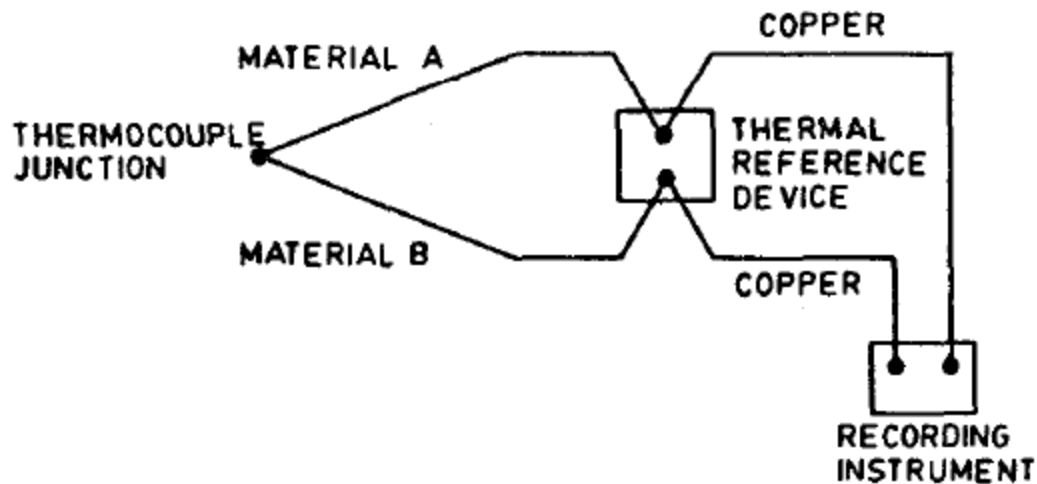 COPPER
MATERIAL A
THERMOCOUPLE
JUNCTION
THERMAL
REFERENCE
DEVICE
MATERIAL B
COPPER
RECORDING
INSTRUMENT